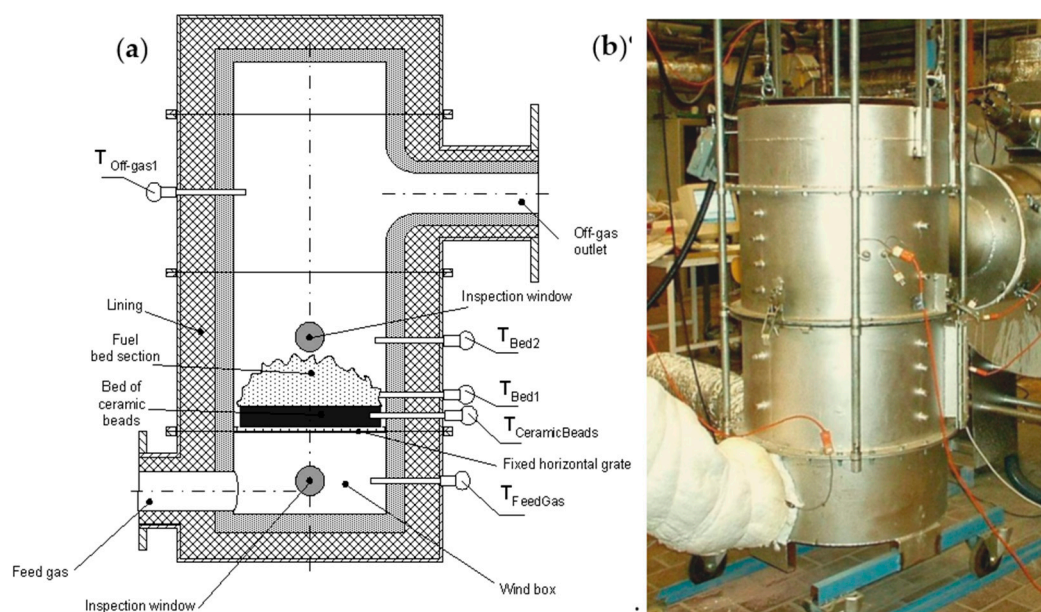 (a)
(b)
T Off-gas1
Off-gas
outlet
Inspection window
Lining
T Bed2
Fuel
bed section
T Bed1
Bed of
ceramic
beads
T CeramicBeads
Fixed horizontal grate
T FeedGas
Feed gas
Wind box
Inspection window